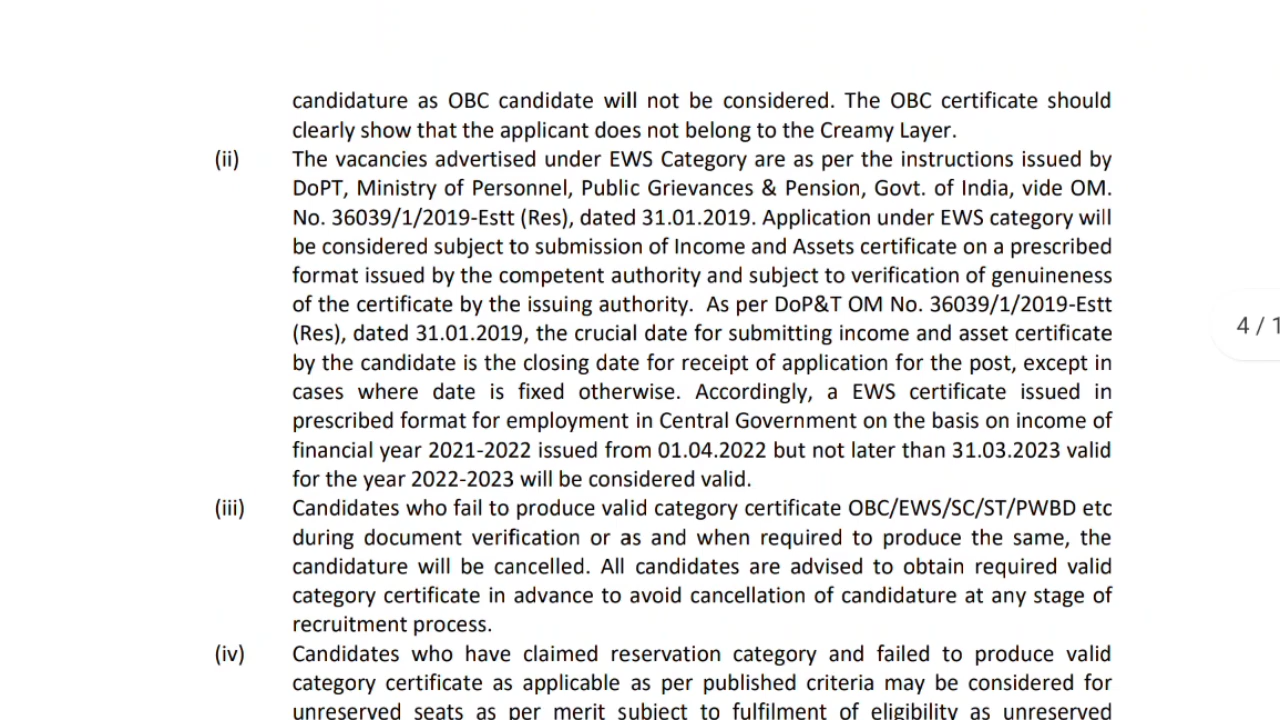 candidature as OBC candidate will not be considered. The OBC certificate should
clearly show that the applicant does not belong to the Creamy Layer.
(ii) The vacancies advertised under EWS Category are as per the instructions issued by
DoPT, Ministry of Personnel, Public Grievances & Pension, Govt. of India, vide OM.
No. 36039/1/2019-Estt (Res), dated 31.01.2019. Application under EWS category will
be considered subject to submission of Income and Assets certificate on a prescribed
format issued by the competent authority and subject to verification of genuineness
of the certificate by the issuing authority. As per DoP&T OM No. 36039/1/2019-Estt
(Res), dated 31.01.2019, the crucial date for submitting income and asset certificate
by the candidate is the closing date for receipt of application for the post, except in
cases where date is fixed otherwise. Accordingly, a EWS certificate issued in
prescribed format for employment in Central Government on the basis on income of
financial year 2021-2022 issued from 01.04.2022 but not later than 31.03.2023 valid
for the year 2022-2023 will be considered valid.
(iii) Candidates who fail to produce valid category certificate OBC/EWS/SC/ST/PWBD etc
during document verification or as and when required to produce the same, the
candidature will be cancelled. All candidates are advised to obtain required valid
category certificate in advance to avoid cancellation of candidature at any stage of
recruitment process.
(iv) Candidates who have claimed reservation category and failed to produce valid
category certificate as applicable as per published criteria may be considered for
unreserved seats as per merit subject to fulfilment of eligibility as unreserved
4 / 1